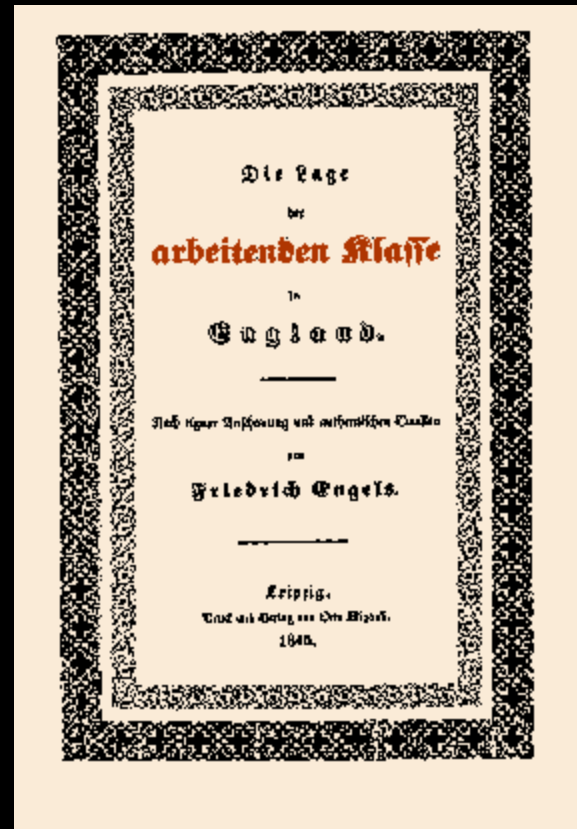 Die Lage
der
arbeitenden Klaſſe
in
England.
Nach eigner Anſchauung und authentiſchen Quellen
von
Friedrich Engels.
Leipzig.
Druck und Verlag von Otto Wigand.
1845.